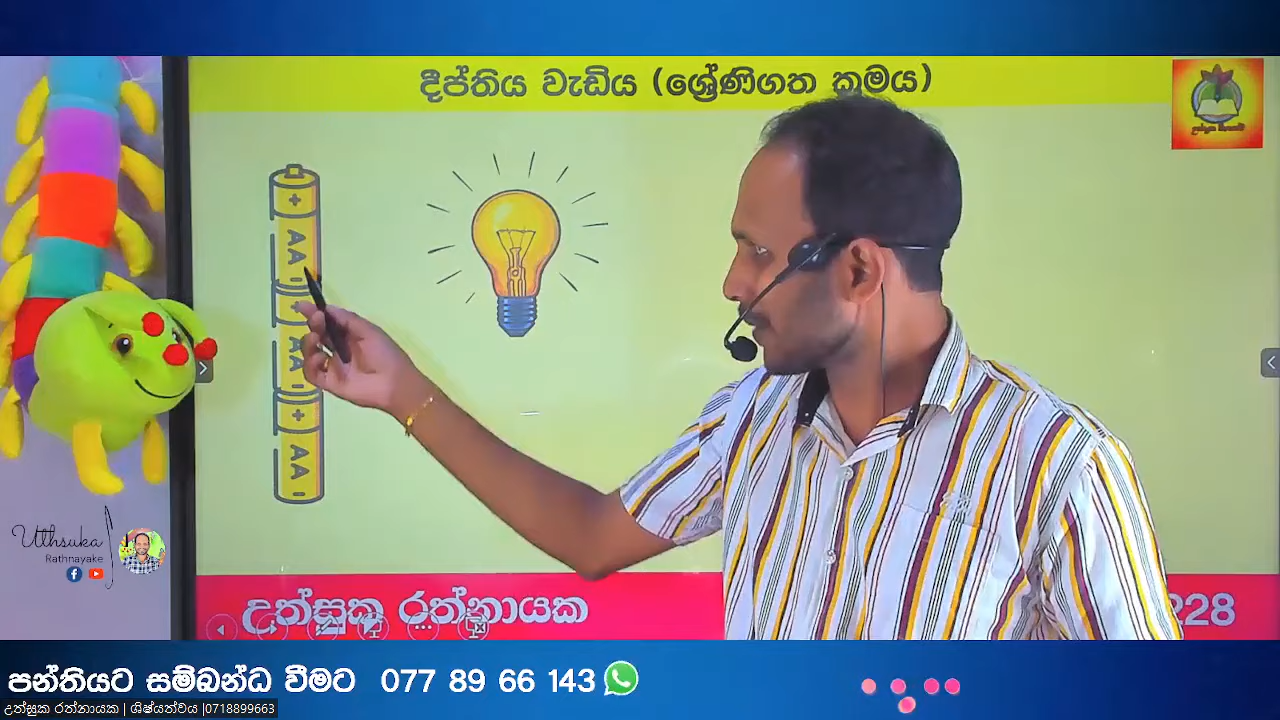 දීප්තිය වැඩිය (ශ්‍රේණිගත ක්‍රමය)
+
AA
-
+
AA
-
+
AA
-
Utthsuka
Rathnayake
උත්සුක රත්නායක
228
පන්තියට සම්බන්ධ වීමට 077 89 66 143
උත්සුක රත්නායක | ශිෂ්‍යත්වය |0718899663